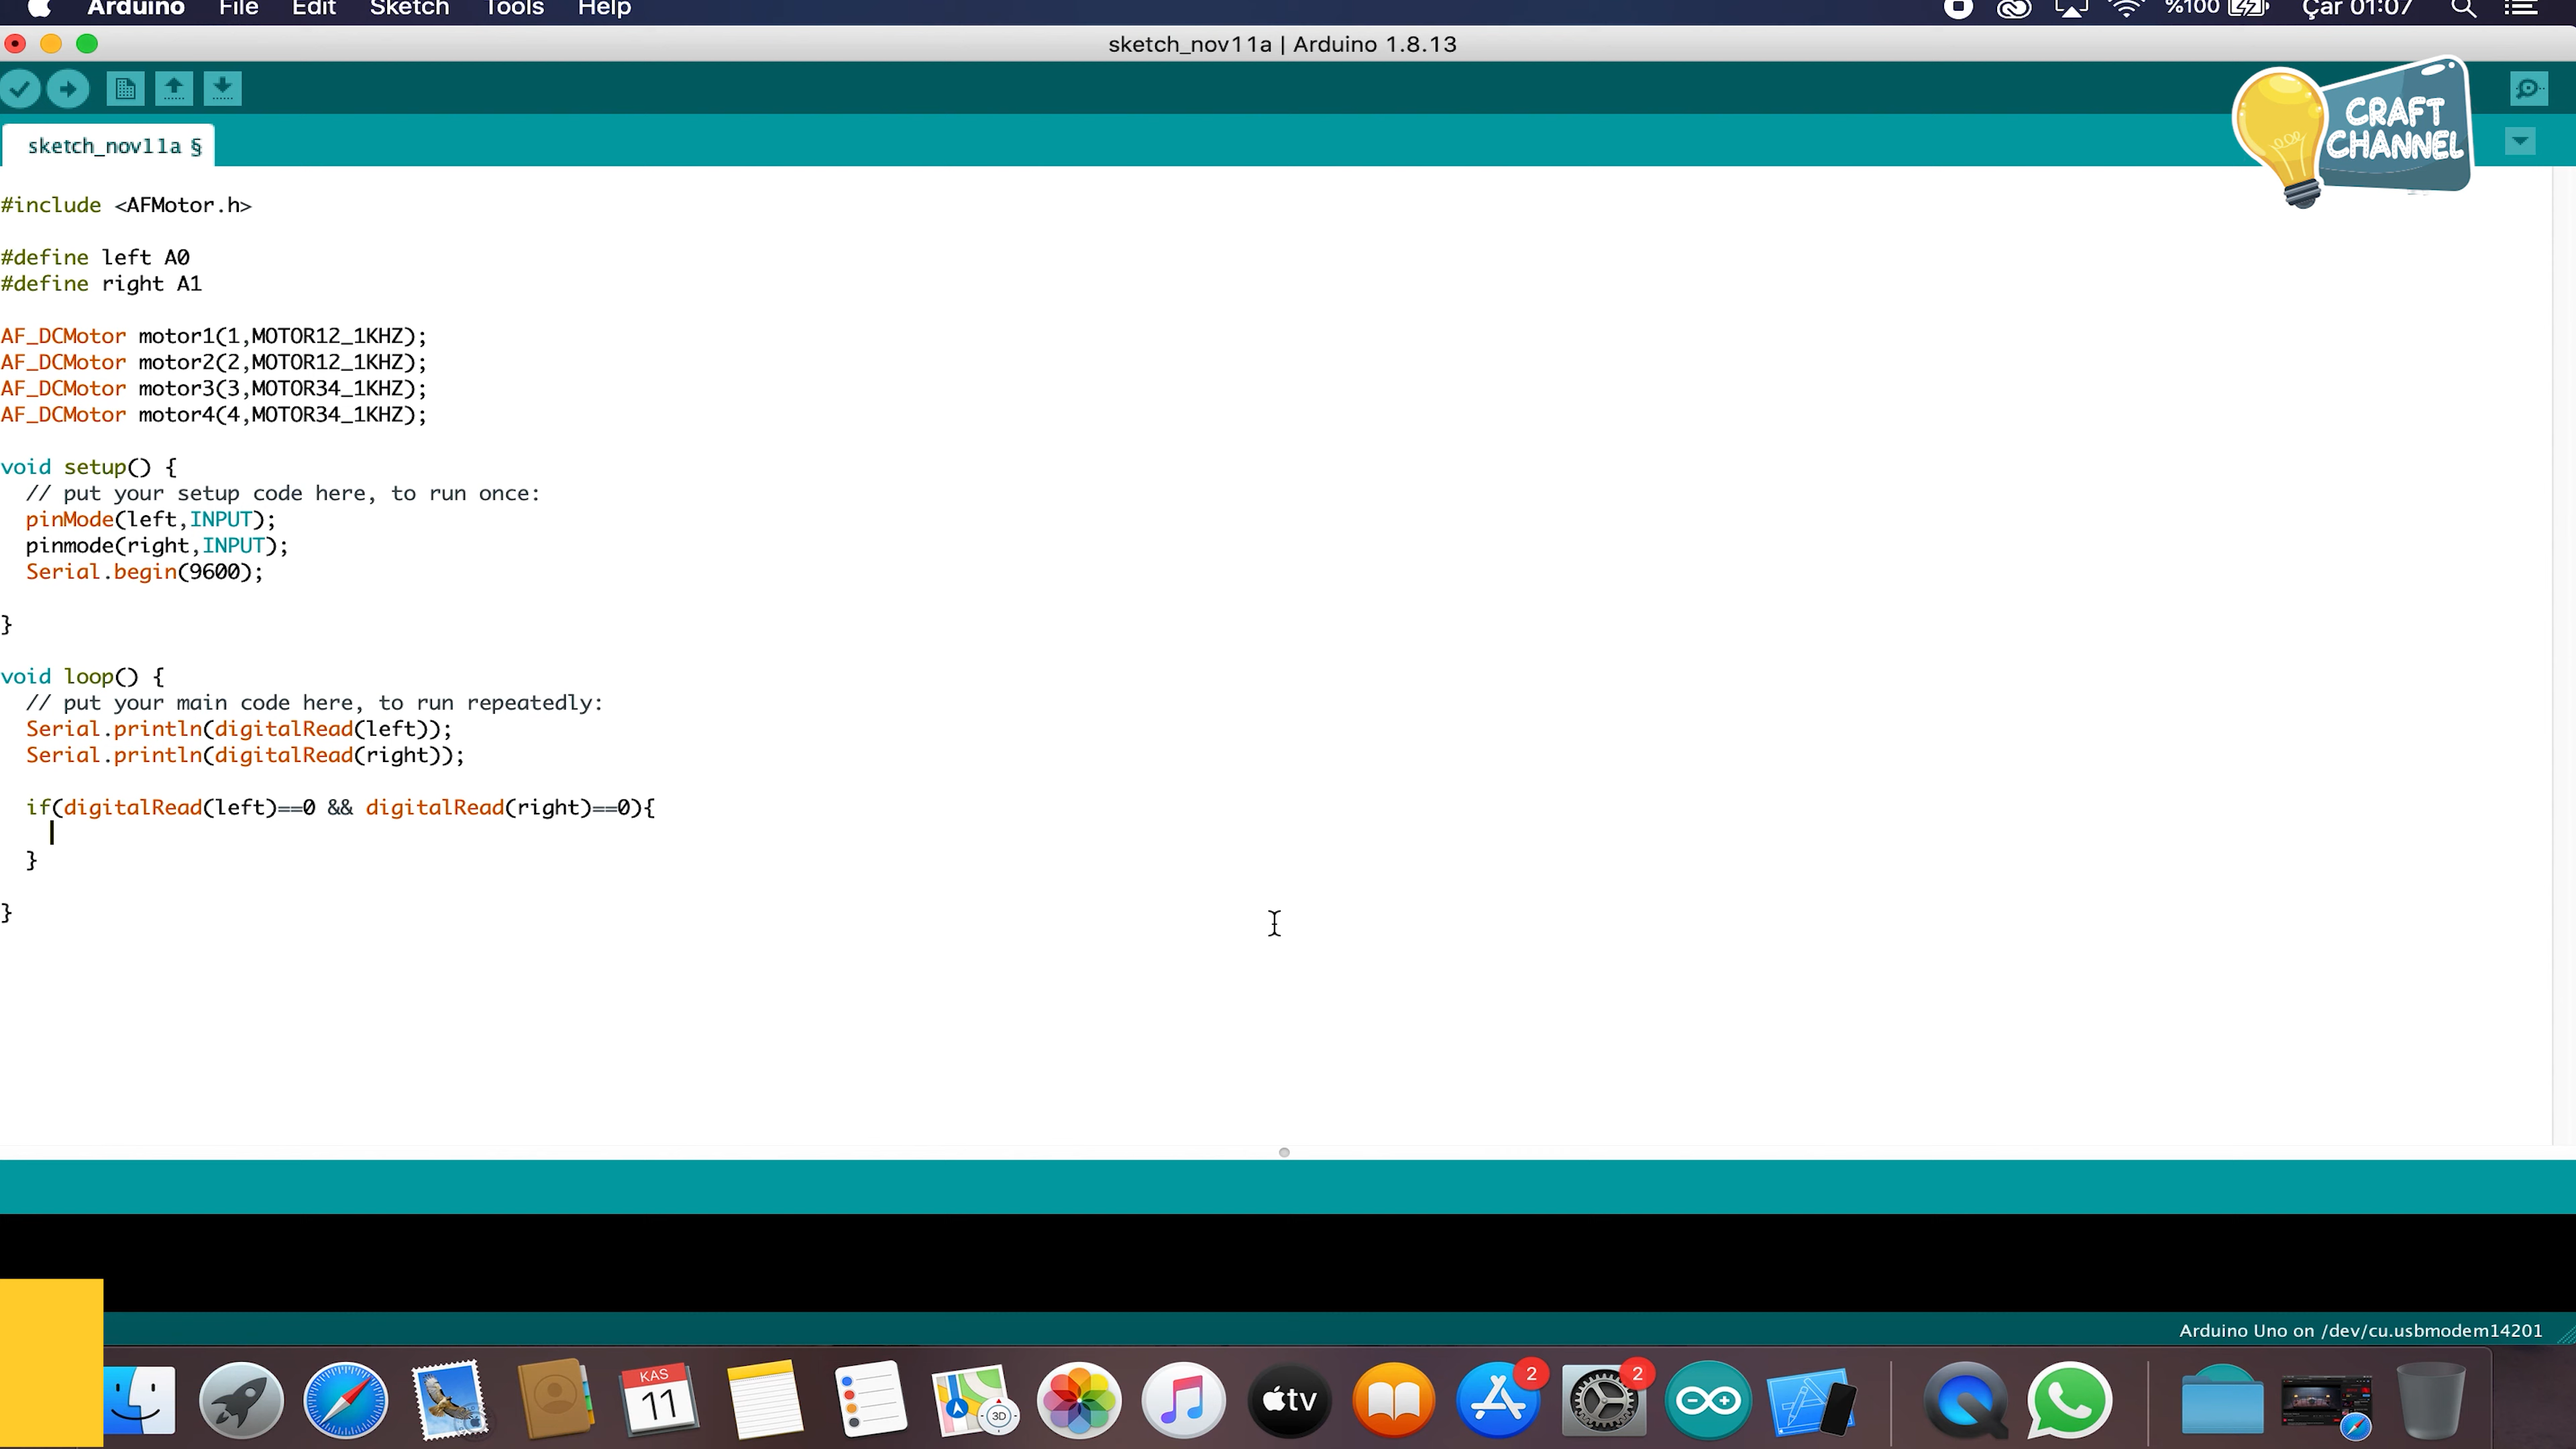 Arduino File Edit Sketch Tools Help %100 Çar 01:07
sketch_nov11a | Arduino 1.8.13
CRAFT
CHANNEL
sketch_nov11a §
#include <AFMotor.h>
#define left A0
#define right A1
AF_DCMotor motor1(1,MOTOR12_1KHZ);
AF_DCMotor motor2(2,MOTOR12_1KHZ);
AF_DCMotor motor3(3,MOTOR34_1KHZ);
AF_DCMotor motor4(4,MOTOR34_1KHZ);
void setup() {
// put your setup code here, to run once:
pinMode(left,INPUT);
pinmode(right,INPUT);
Serial.begin(9600);
}
void loop() {
// put your main code here, to run repeatedly:
Serial.println(digitalRead(left));
Serial.println(digitalRead(right));
if(digitalRead(left)==0 && digitalRead(right)==0){
}
}
Arduino Uno on /dev/cu.usbmodem14201
KAS
11
3D
tv
2
2